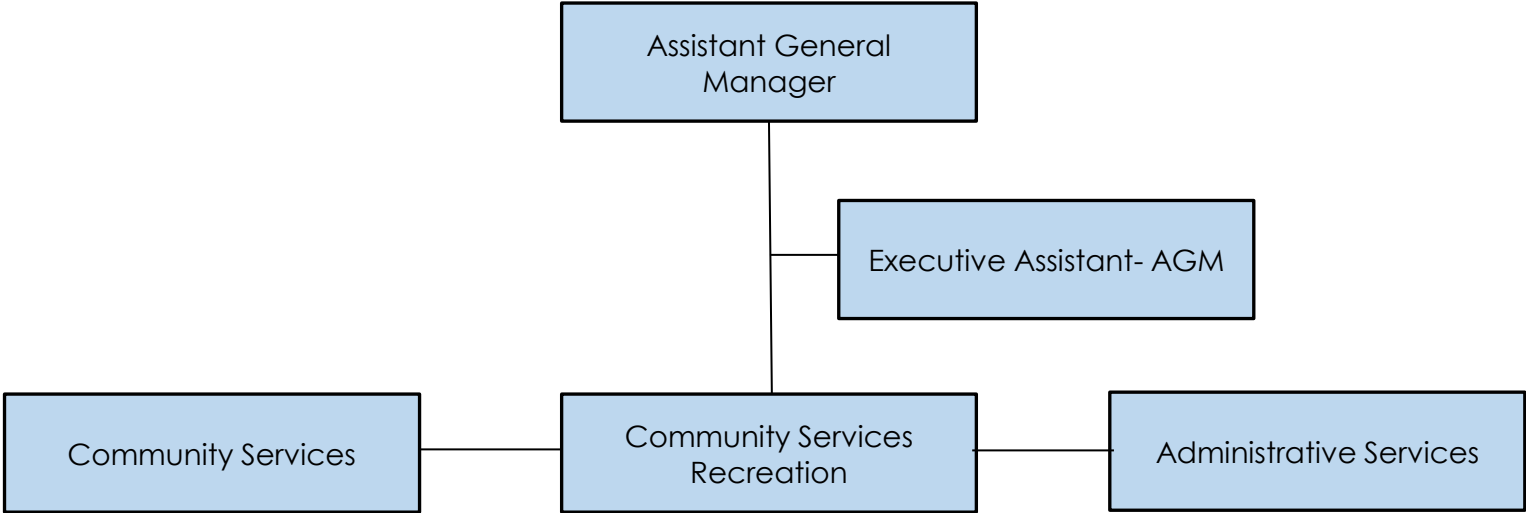 Assistant General
Manager
Executive Assistant- AGM
Community Services
Community Services
Recreation
Administrative Services